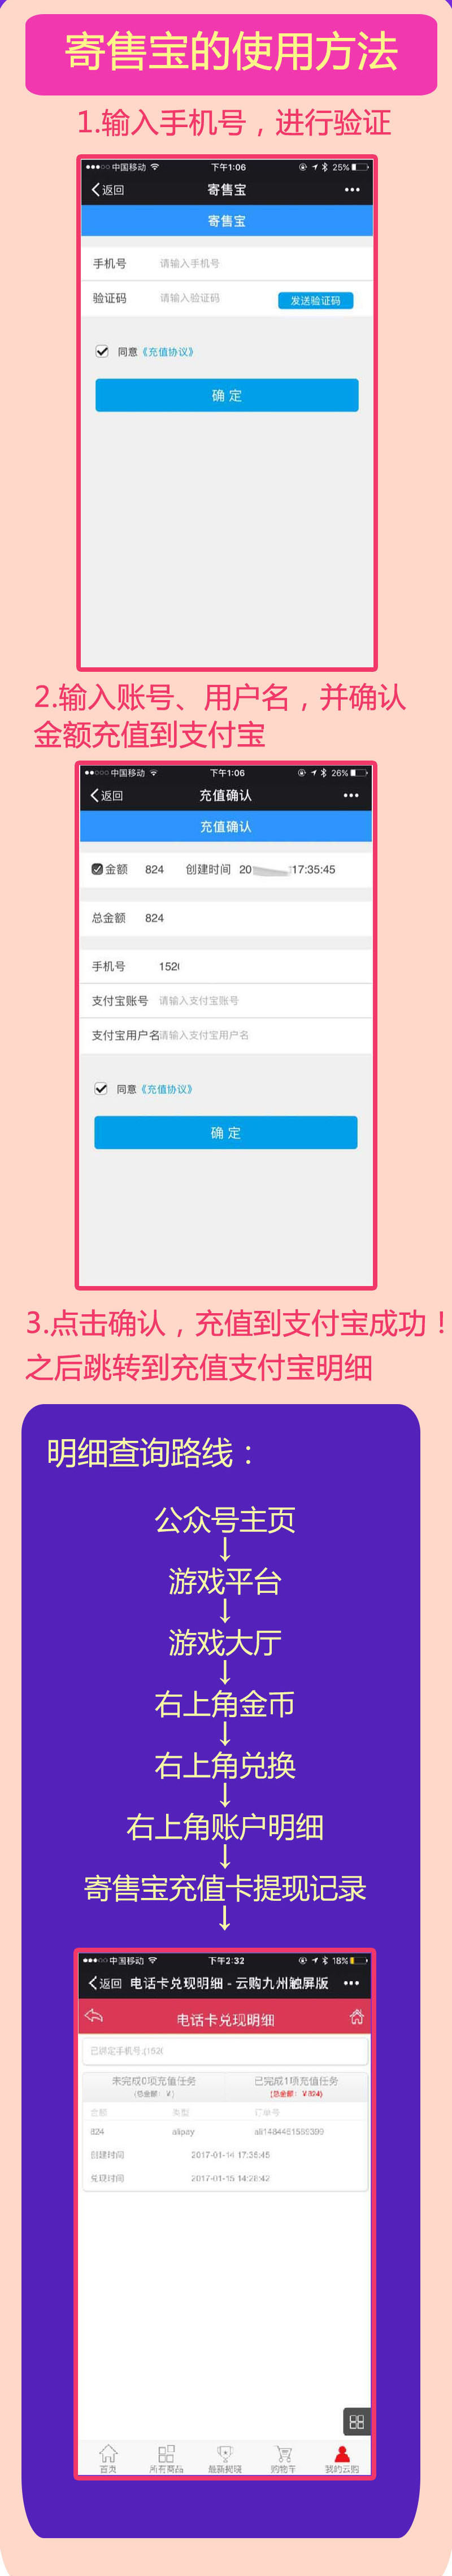 寄售宝的使用方法
1.输入手机号，进行验证
中国移动 下午1:06 25%
返回 寄售宝
寄售宝
手机号 请输入手机号
验证码 请输入验证码 发送验证码
同意《充值协议》
确定
2.输入账号、用户名，并确认
金额充值到支付宝
中国移动 下午1:06 26%
返回 充值确认
充值确认
金额 824 创建时间 20 17:35:45
总金额 824
手机号 152
支付宝账号 请输入支付宝账号
支付宝用户名 请输入支付宝用户名
同意《充值协议》
确定
3.点击确认，充值到支付宝成功！
之后跳转到充值支付宝明细
明细查询路线：
公众号主页
↓
游戏平台
↓
游戏大厅
↓
右上角金币
↓
右上角兑换
↓
右上角账户明细
↓
寄售宝充值卡提现记录
↓
中国移动 下午2:32 18%
返回 电话卡兑现明细 - 云购九州触屏版
电话卡兑现明细
已绑定手机号:(152
未完成0项充值任务 已完成1项充值任务
(总金额: ¥) (总金额: ¥824)
金额 类型 订单号
824 alipay
创建时间 2017-01-14 17:35:45
兑现时间 2017-01-15 14:28:42
首页 所有商品 最新揭晓 购物车 我的云购